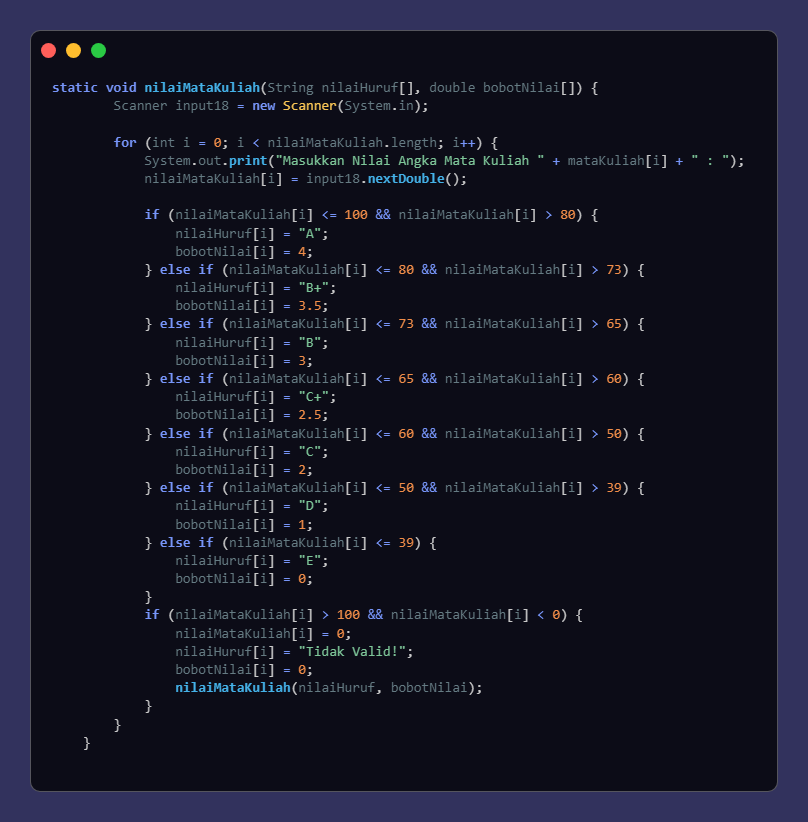 static void nilaiMataKuliah(String nilaiHuruf[], double bobotNilai[]) {
        Scanner input18 = new Scanner(System.in);

        for (int i = 0; i < nilaiMataKuliah.length; i++) {
            System.out.print("Masukkan Nilai Angka Mata Kuliah " + mataKuliah[i] + " : ");
            nilaiMataKuliah[i] = input18.nextDouble();

            if (nilaiMataKuliah[i] <= 100 && nilaiMataKuliah[i] > 80) {
                nilaiHuruf[i] = "A";
                bobotNilai[i] = 4;
            } else if (nilaiMataKuliah[i] <= 80 && nilaiMataKuliah[i] > 73) {
                nilaiHuruf[i] = "B+";
                bobotNilai[i] = 3.5;
            } else if (nilaiMataKuliah[i] <= 73 && nilaiMataKuliah[i] > 65) {
                nilaiHuruf[i] = "B";
                bobotNilai[i] = 3;
            } else if (nilaiMataKuliah[i] <= 65 && nilaiMataKuliah[i] > 60) {
                nilaiHuruf[i] = "C+";
                bobotNilai[i] = 2.5;
            } else if (nilaiMataKuliah[i] <= 60 && nilaiMataKuliah[i] > 50) {
                nilaiHuruf[i] = "C";
                bobotNilai[i] = 2;
            } else if (nilaiMataKuliah[i] <= 50 && nilaiMataKuliah[i] > 39) {
                nilaiHuruf[i] = "D";
                bobotNilai[i] = 1;
            } else if (nilaiMataKuliah[i] <= 39) {
                nilaiHuruf[i] = "E";
                bobotNilai[i] = 0;
            }
            if (nilaiMataKuliah[i] > 100 && nilaiMataKuliah[i] < 0) {
                nilaiMataKuliah[i] = 0;
                nilaiHuruf[i] = "Tidak Valid!";
                bobotNilai[i] = 0;
                nilaiMataKuliah(nilaiHuruf, bobotNilai);
            }
        }
    }